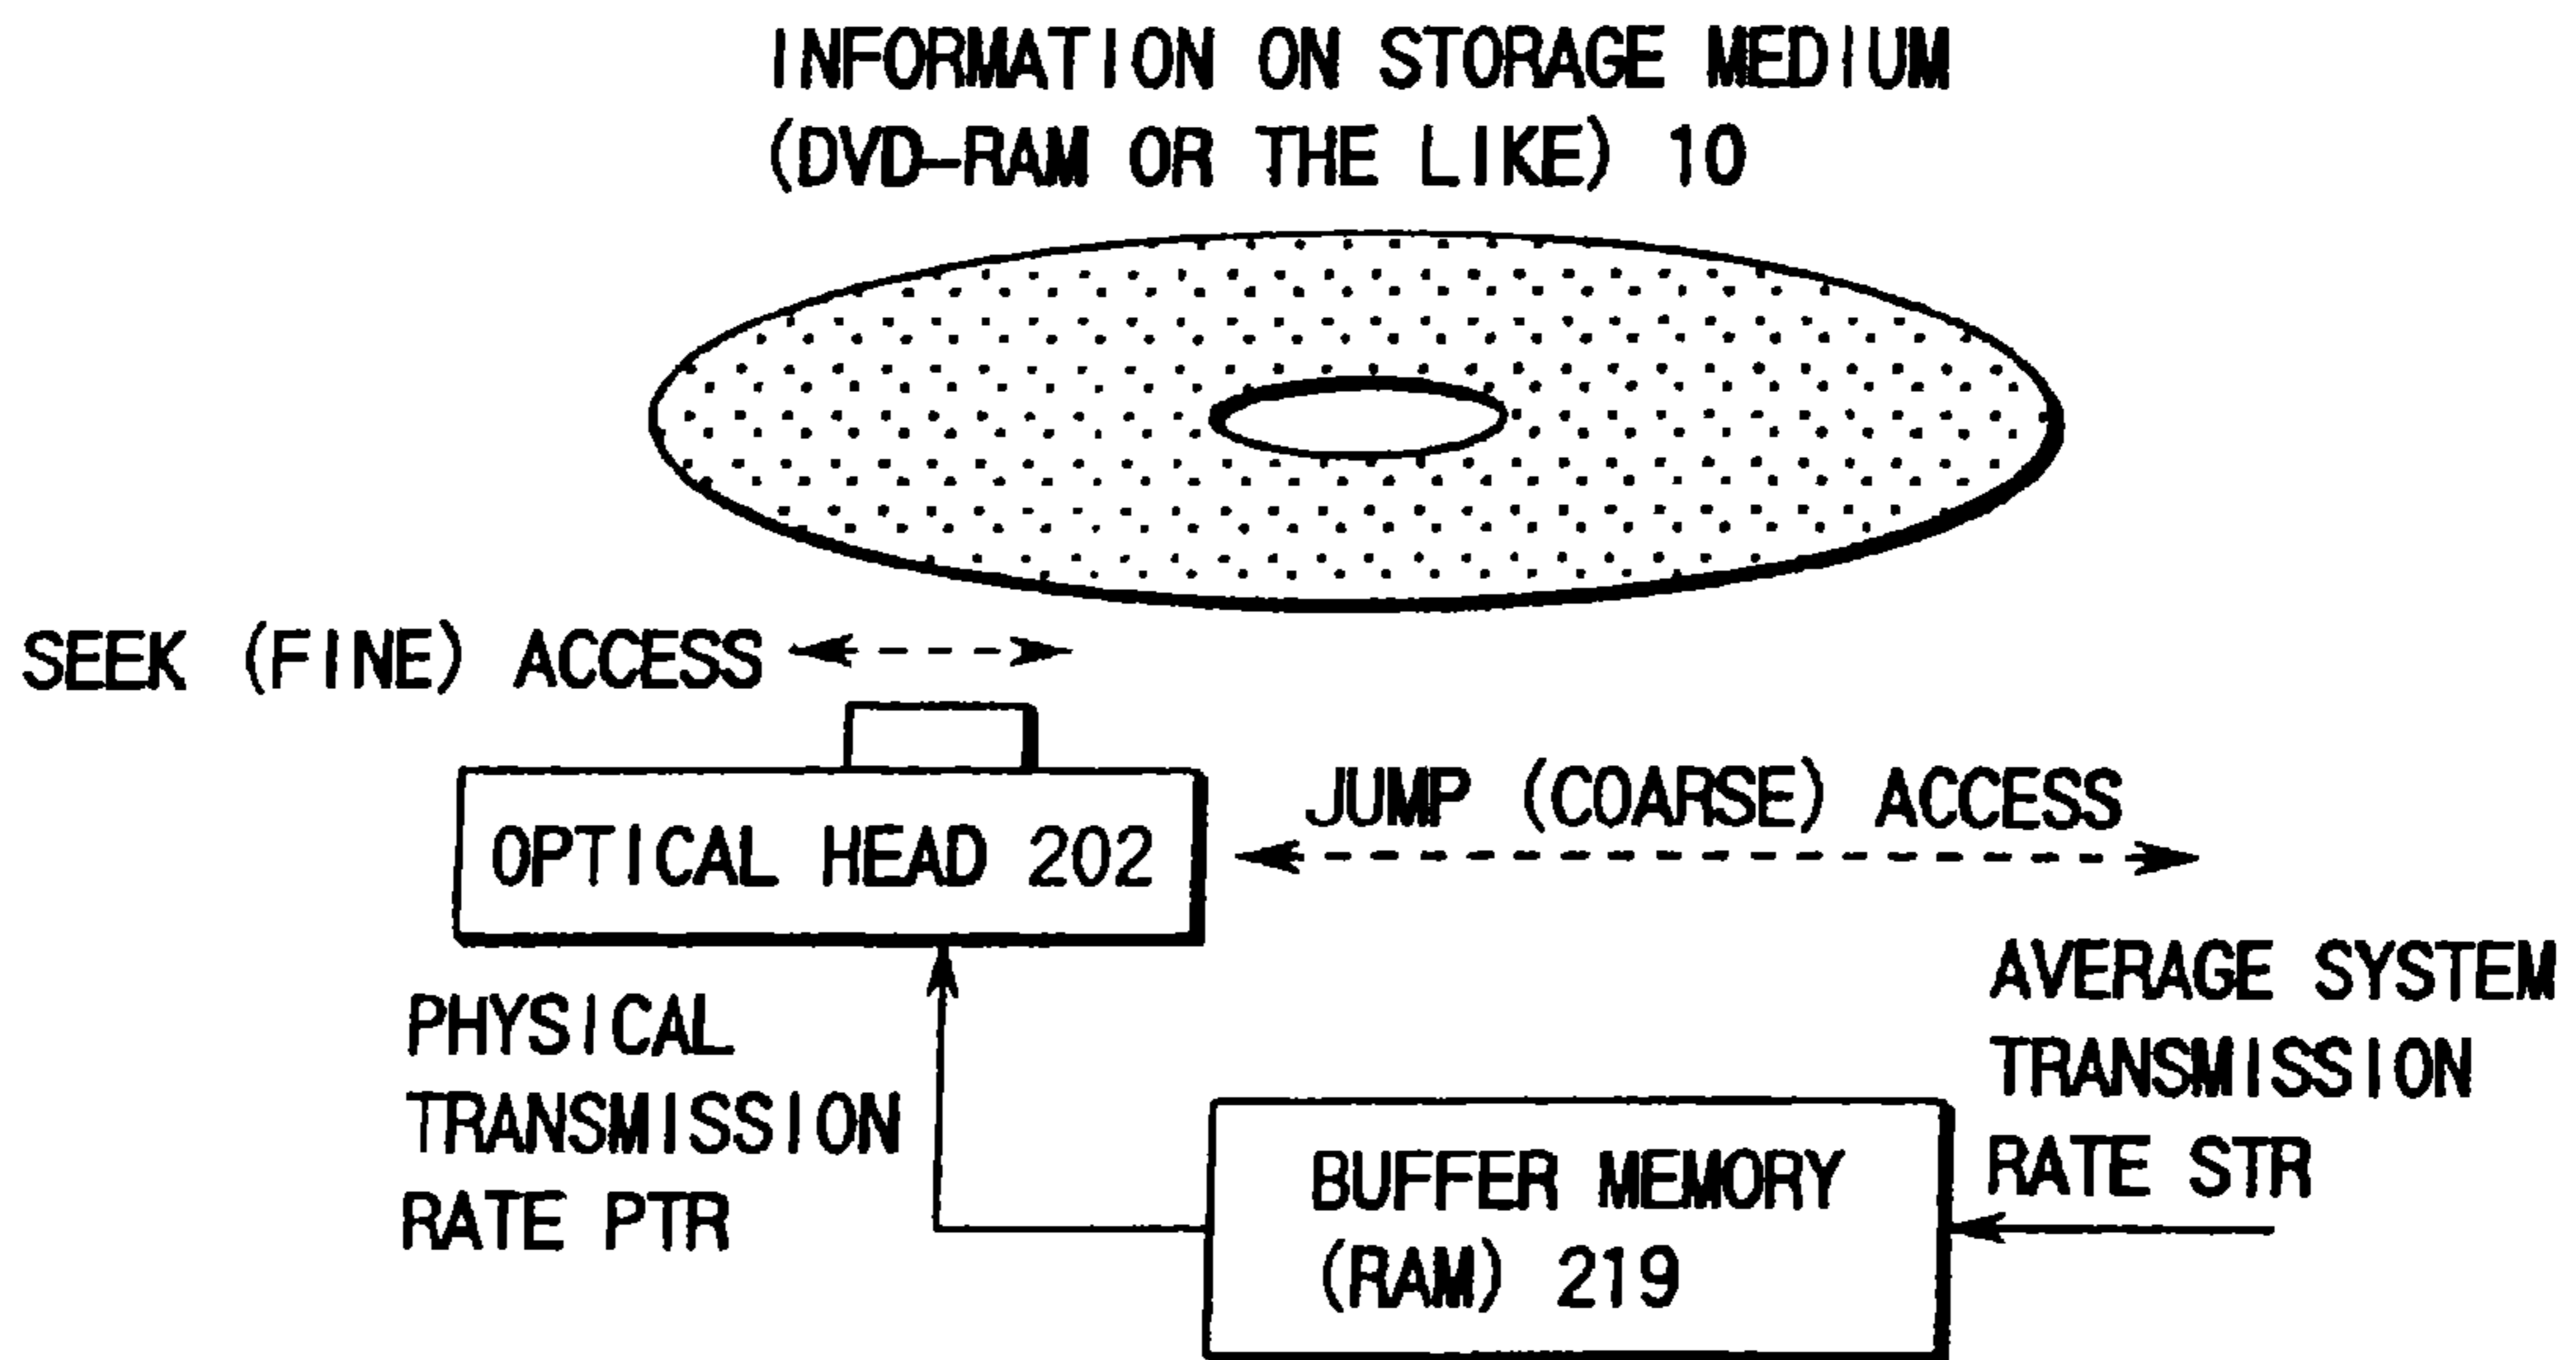 INFORMATION ON STORAGE MEDIUM
(DVD-RAM OR THE LIKE) 10
SEEK (FINE) ACCESS
JUMP (COARSE) ACCESS
OPTICAL HEAD 202
AVERAGE SYSTEM
TRANSMISSION
RATE STR
PHYSICAL
TRANSMISSION
RATE PTR
BUFFER MEMORY
(RAM) 219